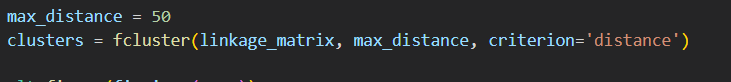 max_distance = 50
clusters = fcluster(linkage_matrix, max_distance, criterion='distance')